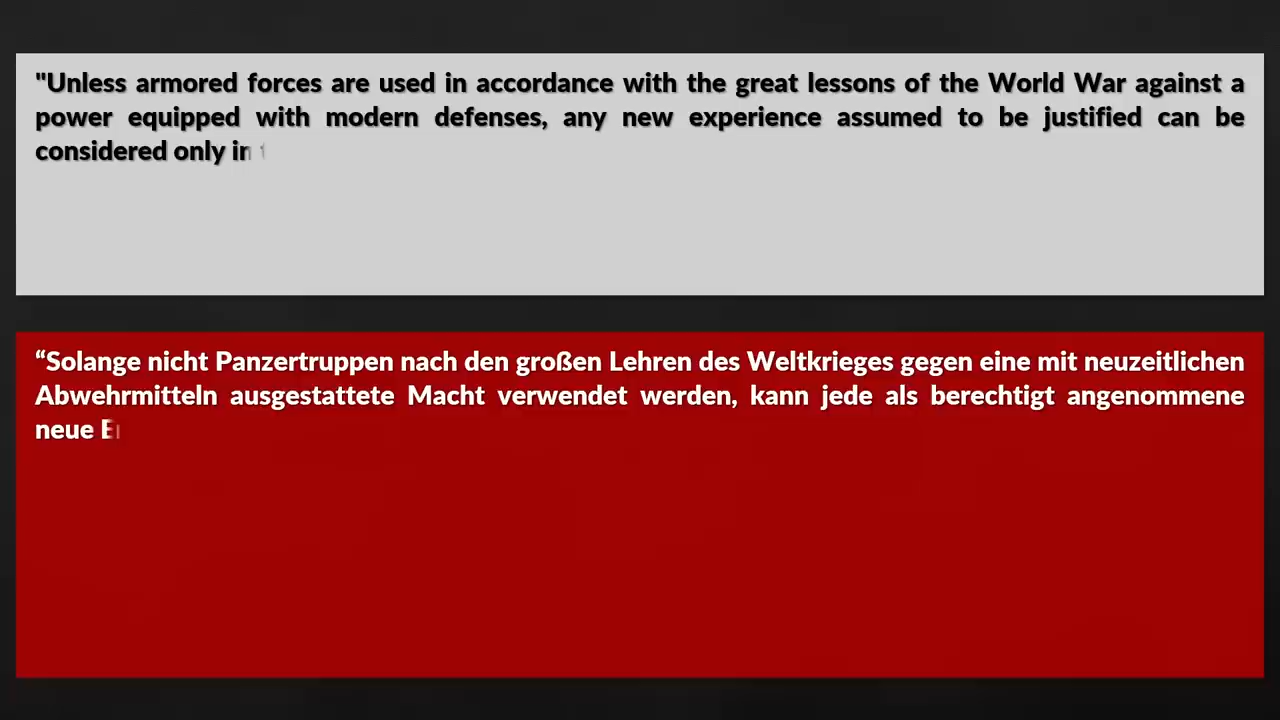 "Unless armored forces are used in accordance with the great lessons of the World War against a
power equipped with modern defenses, any new experience assumed to be justified can be
considered only in
“Solange nicht Panzertruppen nach den großen Lehren des Weltkrieges gegen eine mit neuzeitlichen
Abwehrmitteln ausgestattete Macht verwendet werden, kann jede als berechtigt angenommene
neue